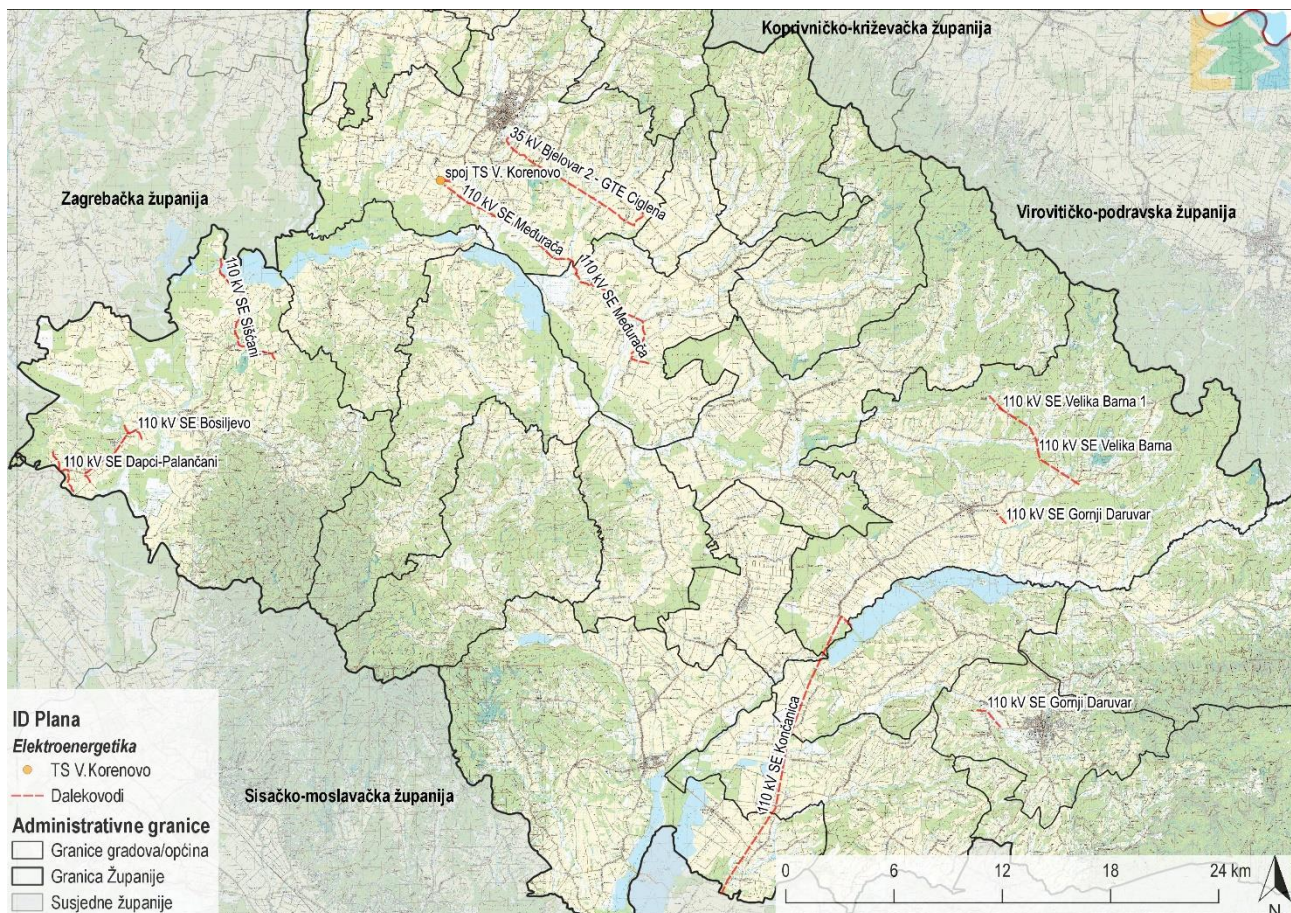 Koprivničko-križevačka županija
35 kV Bjelovar 2 - GTE Ciglena
spoj TS V. Korenovo
Zagrebačka županija
110 kV SE Međurača
Virovitičko-podravska županija
110 kV SE Siščani
110 kV SE Međurača
110 kV SE Velika Barna 1
110 kV SE Bosiljevo
110 kV SE Velika Barna
110 kV SE Dapci-Palančani
110 kV SE Gornji Daruvar
110 kV SE Gornji Daruvar
110 kV SE Končanica
Sisačko-moslavačka županija
ID Plana
Elektroenergetika
TS V.Korenovo
Dalekovodi
Administrativne granice
Granice gradova/općina
Granica Županije
Susjedne županije
0 6 12 18 24 km
N